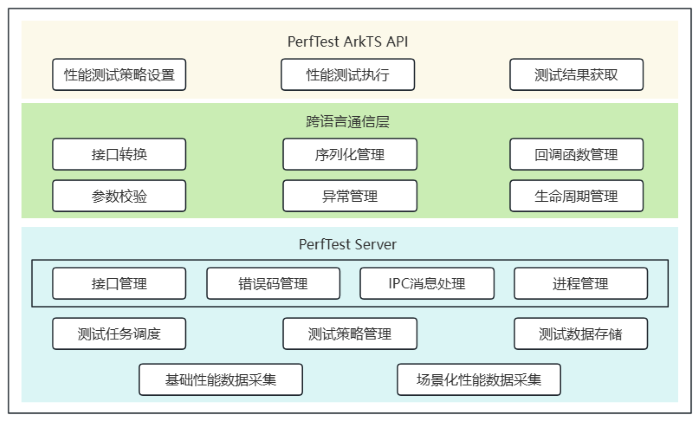 PerfTest ArkTS API
性能测试策略设置 性能测试执行 测试结果获取
跨语言通信层
接口转换 序列化管理 回调函数管理
参数校验 异常管理 生命周期管理
PerfTest Server
接口管理 错误码管理 IPC消息处理 进程管理
测试任务调度 测试策略管理 测试数据存储
基础性能数据采集 场景化性能数据采集